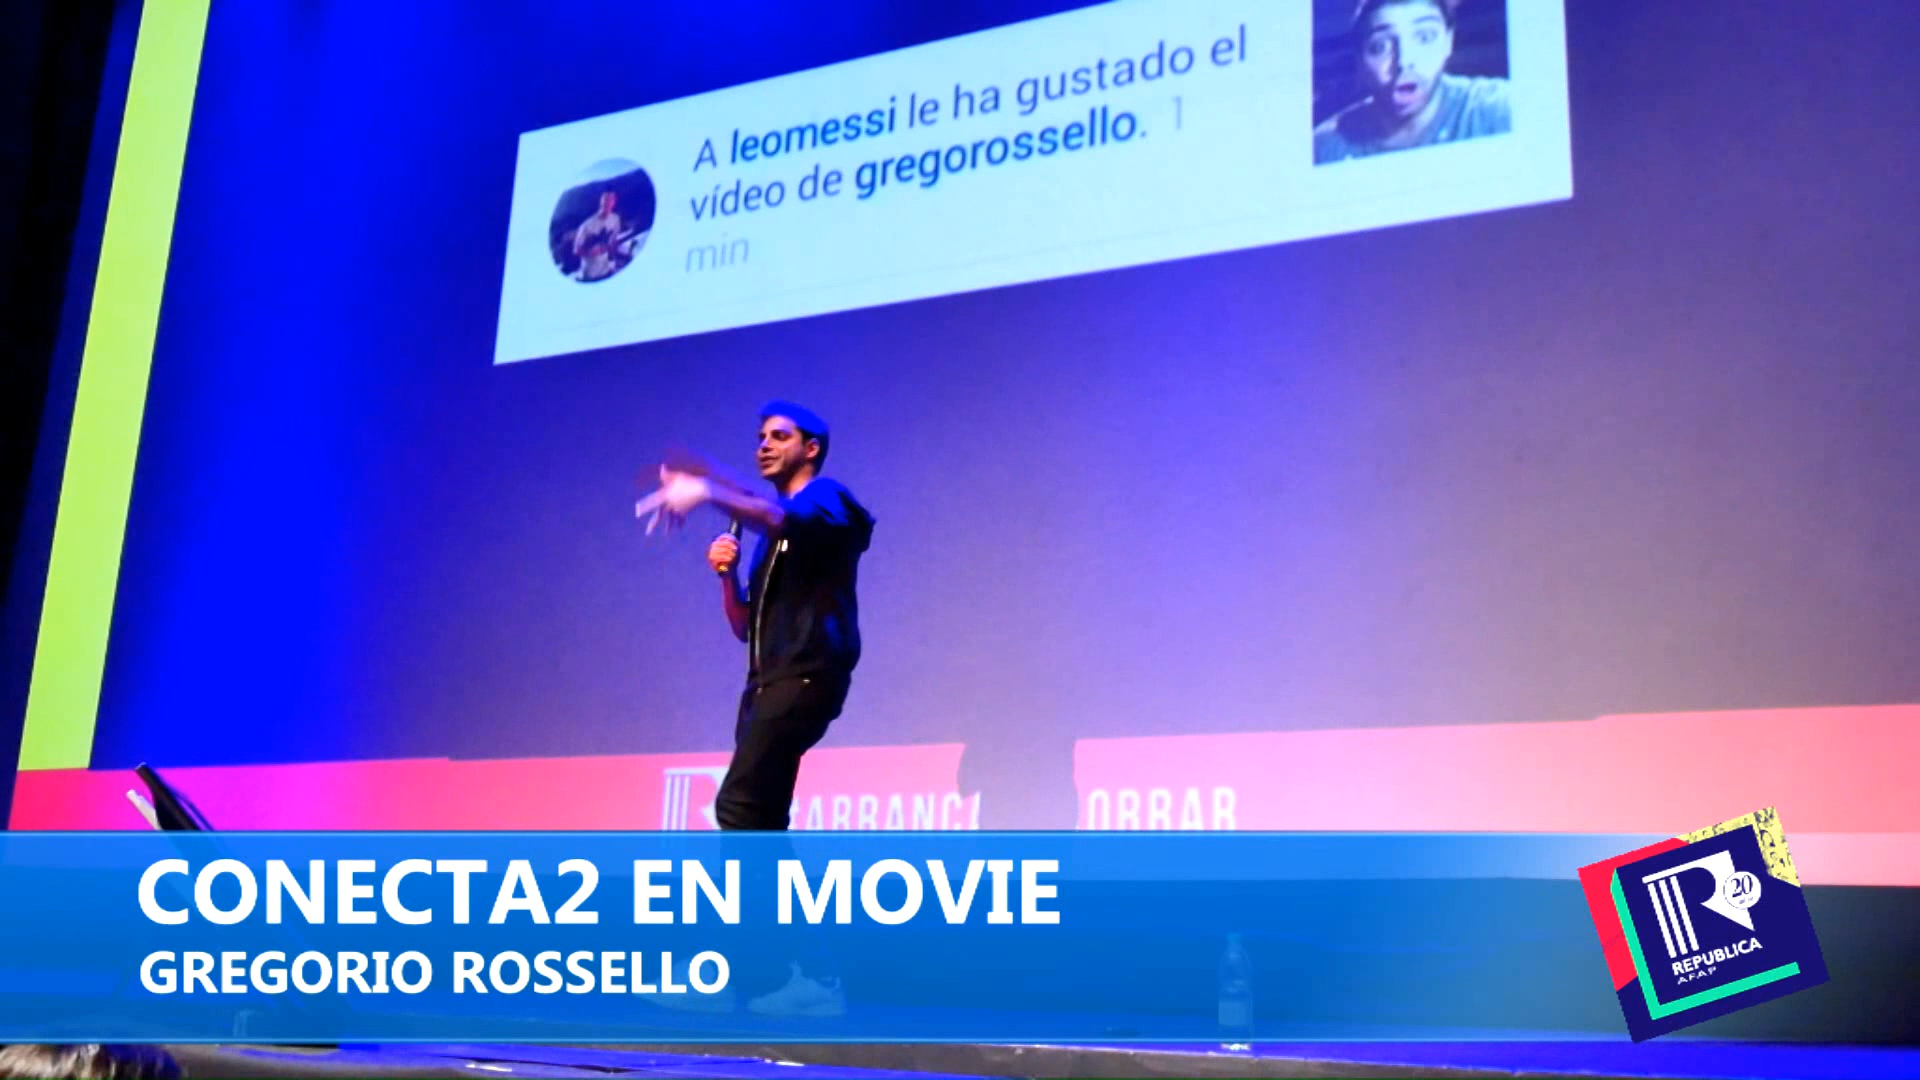 A leomessi le ha gustado el
vídeo de gregorossello. 1
min
CONECTA2 EN MOVIE
GREGORIO ROSSELLO
R
20
REPUBLICA
AFAP